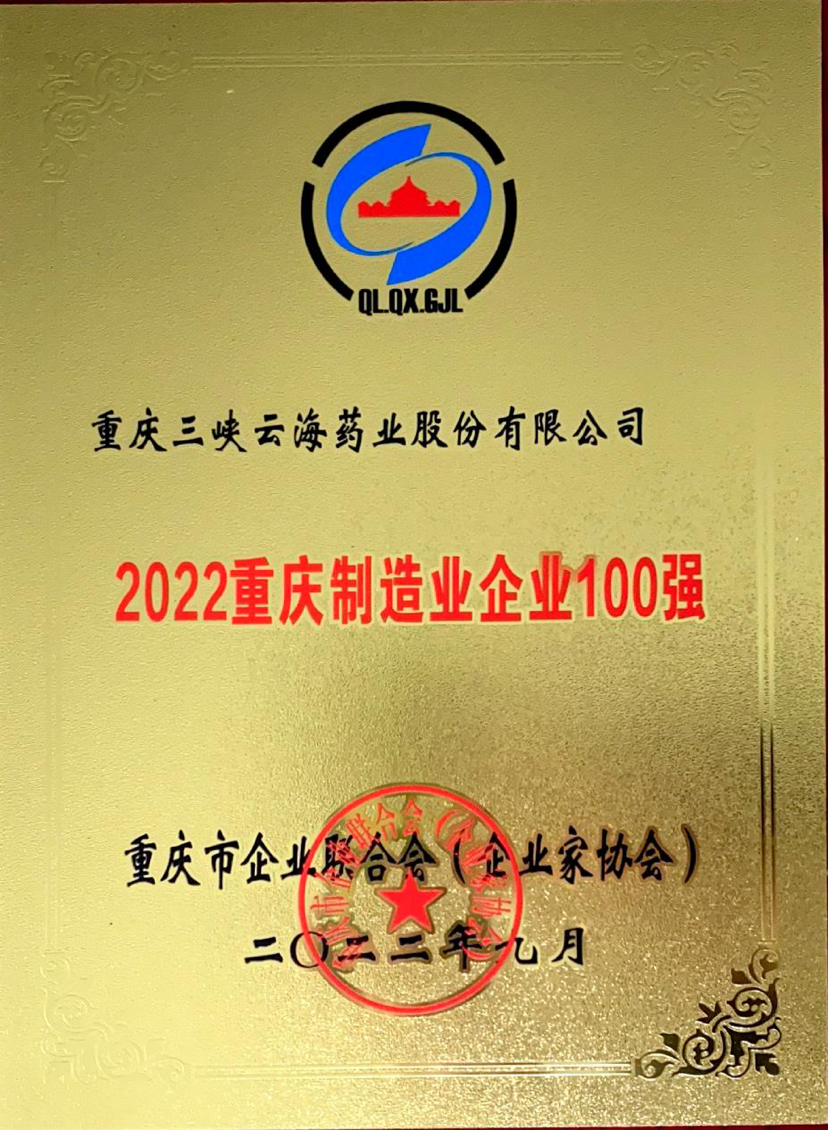 QL.QX.GJL
重庆三峡云海药业股份有限公司
2022重庆制造业企业100强
重庆市企业联合会（企业家协会）
二〇二二年九月